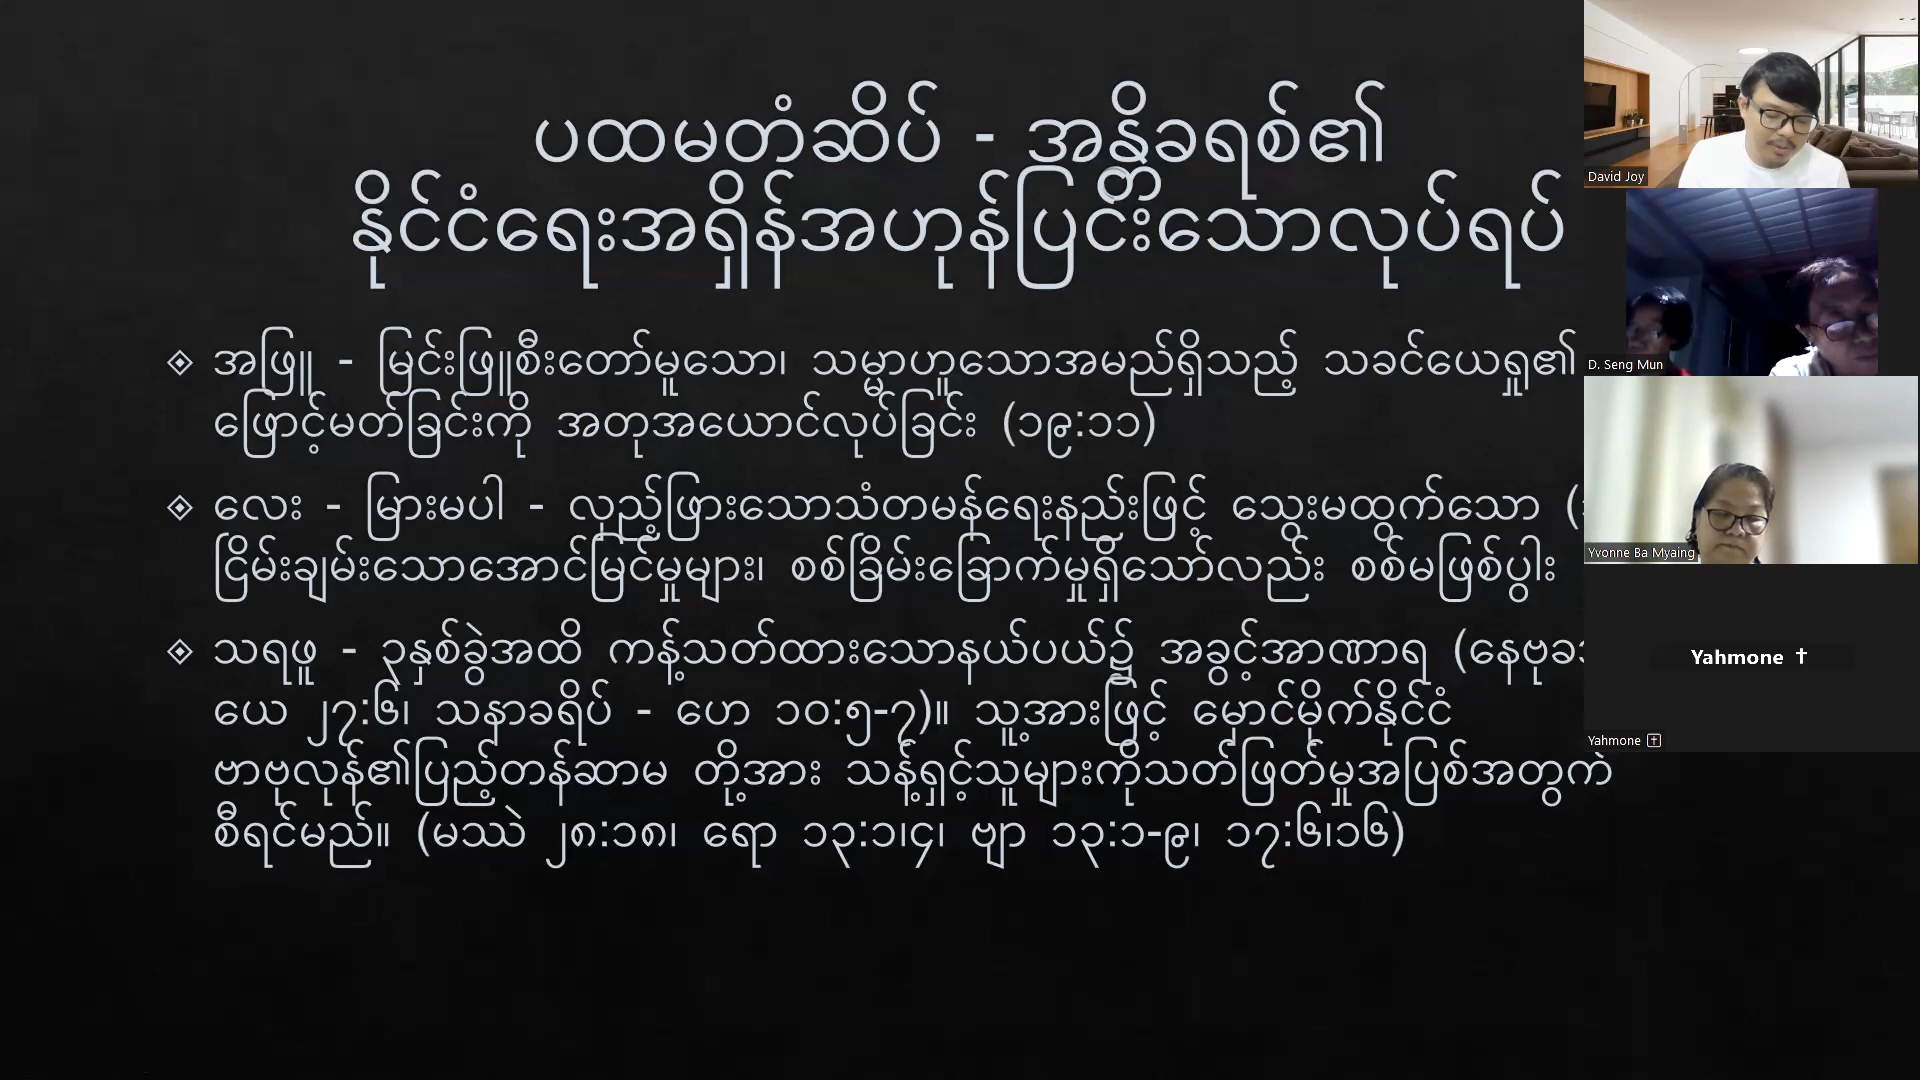 ပထမတံဆိပ် - အန္တိခရစ်၏
နိုင်ငံရေးအရှိန်အဟုန်ပြင်းသောလုပ်ရပ်
အဖြူ - မြင်းဖြူစီးတော်မူသော၊ သမ္မာဟူသောအမည်ရှိသည့် သခင်ယေရှု၏
ဖြောင့်မတ်ခြင်းကို အတုအယောင်လုပ်ခြင်း (၁၉:၁၁)
လေး - မြားမပါ - လှည့်ဖြားသောသံတမန်ရေးနည်းဖြင့် သွေးမထွက်သော
ငြိမ်းချမ်းသောအောင်မြင်မှုများ၊ စစ်ခြိမ်းခြောက်မှုရှိသော်လည်း စစ်မဖြစ်ပွါး
သရဖူ - ၃နှစ်ခွဲအထိ ကန့်သတ်ထားသောနယ်ပယ်၌ အခွင့်အာဏာရ
ယေ ၂၇:၆၊ သနာခရိပ် - ဟေ ၁၀:၅-၇)။ သူ့အားဖြင့် မှောင်မိုက်နိုင်ငံ
ဗာဗုလုန်၏ပြည့်တန်ဆာမ တို့အား သန့်ရှင့်သူများကိုသတ်ဖြတ်မှုအပြစ်အတွက်
စီရင်မည်။ (မဿဲ ၂၈:၁၈၊ ရော ၁၃:၁၊၄၊ ဗျာ ၁၃:၁-၉၊ ၁၇:၆၊၁၆)
David Joy
D. Seng Mun
Yvonne Ba Myaing
Yahmone ✝
Yahmone